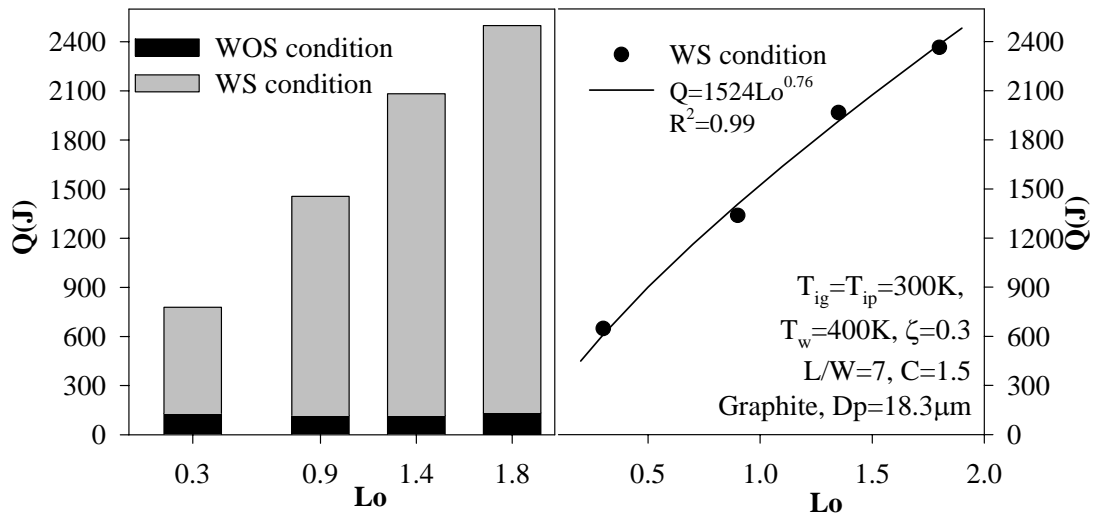 2400
2100
1800
1500
1200
900
600
300
0
Q(J)
WOS condition
WS condition
0.3 0.9 1.4 1.8
Lo
WS condition
Q=1524Lo^0.76
R^2=0.99
T_ig=T_ip=300K,
T_w=400K, ζ=0.3
L/W=7, C=1.5
Graphite, Dp=18.3μm
2400
2100
1800
1500
1200
900
600
300
0
Q(J)
0.5 1.0 1.5 2.0
Lo